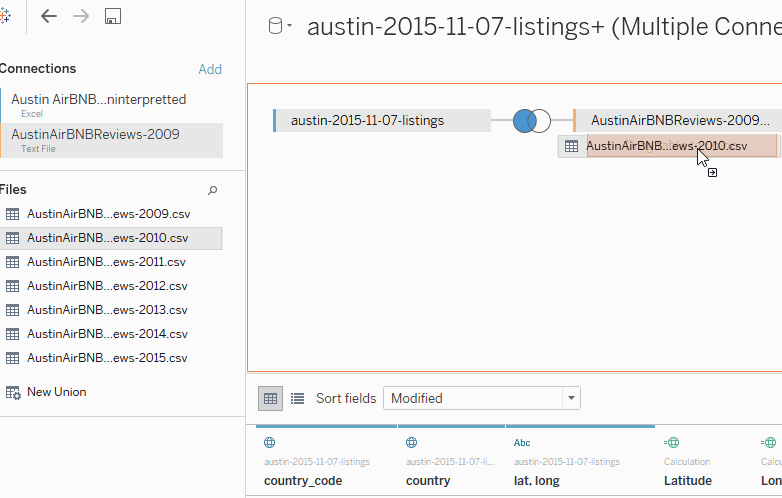 austin-2015-11-07-listings+ (Multiple Conne
Connections
Add
Austin AirBNB...ninterpretted
Excel
AustinAirBNBReviews-2009
Text File
austin-2015-11-07-listings
AustinAirBNBReviews-2009...
AustinAirBNB...ews-2010.csv
Files
AustinAirBNB...ews-2009.csv
AustinAirBNB...ews-2010.csv
AustinAirBNB...ews-2011.csv
AustinAirBNB...ews-2012.csv
AustinAirBNB...ews-2013.csv
AustinAirBNB...ews-2014.csv
AustinAirBNB...ews-2015.csv
New Union
Sort fields
Modified
Abc
austin-2015-11-07-listings
austin-2015-11-07-li...
austin-2015-11-07-listings
Calculation
Calcu
country_code
country
lat, long
Latitude
Lon